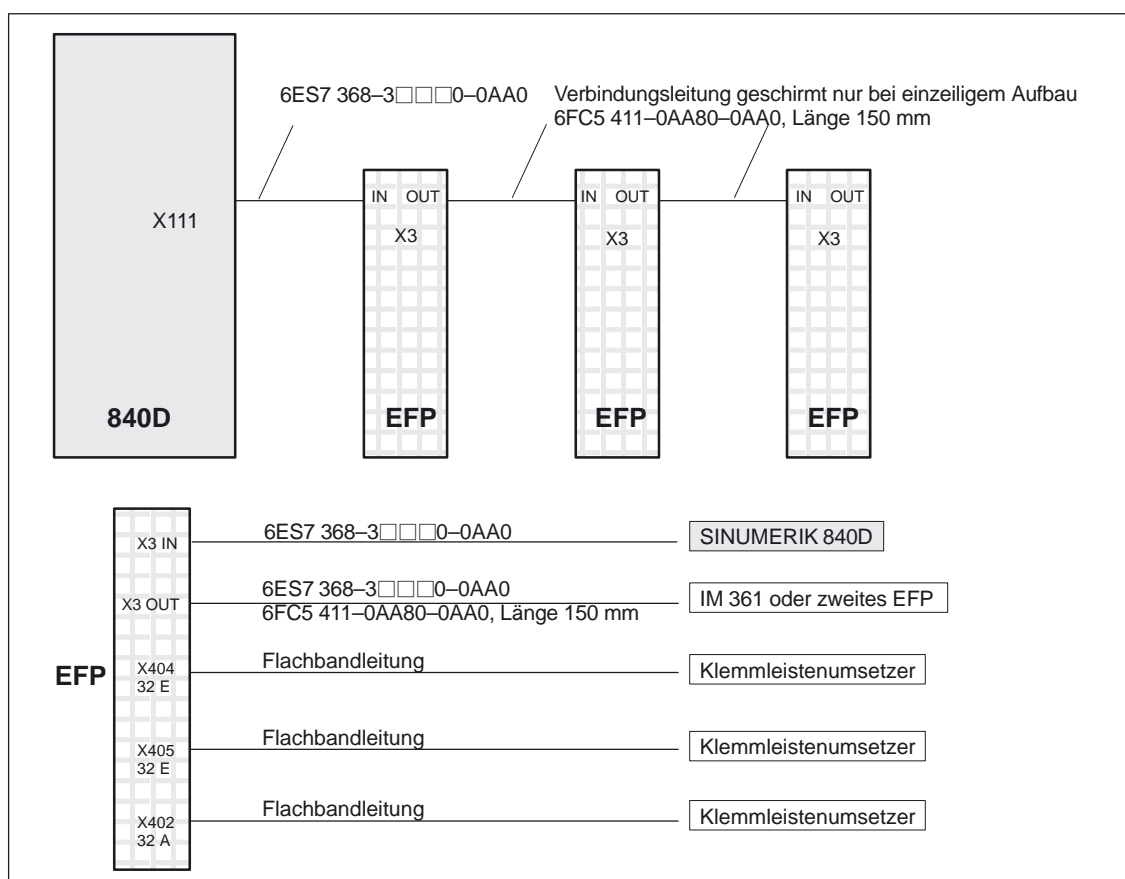 6ES7 368–3□□□0–0AA0
Verbindungsleitung geschirmt nur bei einzeiligem Aufbau
6FC5 411–0AA80–0AA0, Länge 150 mm
X111
IN OUT
X3
IN OUT
X3
IN OUT
X3
840D
EFP
EFP
EFP
X3 IN
6ES7 368–3□□□0–0AA0
SINUMERIK 840D
X3 OUT
6ES7 368–3□□□0–0AA0
6FC5 411–0AA80–0AA0, Länge 150 mm
IM 361 oder zweites EFP
EFP
X404
32 E
Flachbandleitung
Klemmleistenumsetzer
X405
32 E
Flachbandleitung
Klemmleistenumsetzer
X402
32 A
Flachbandleitung
Klemmleistenumsetzer